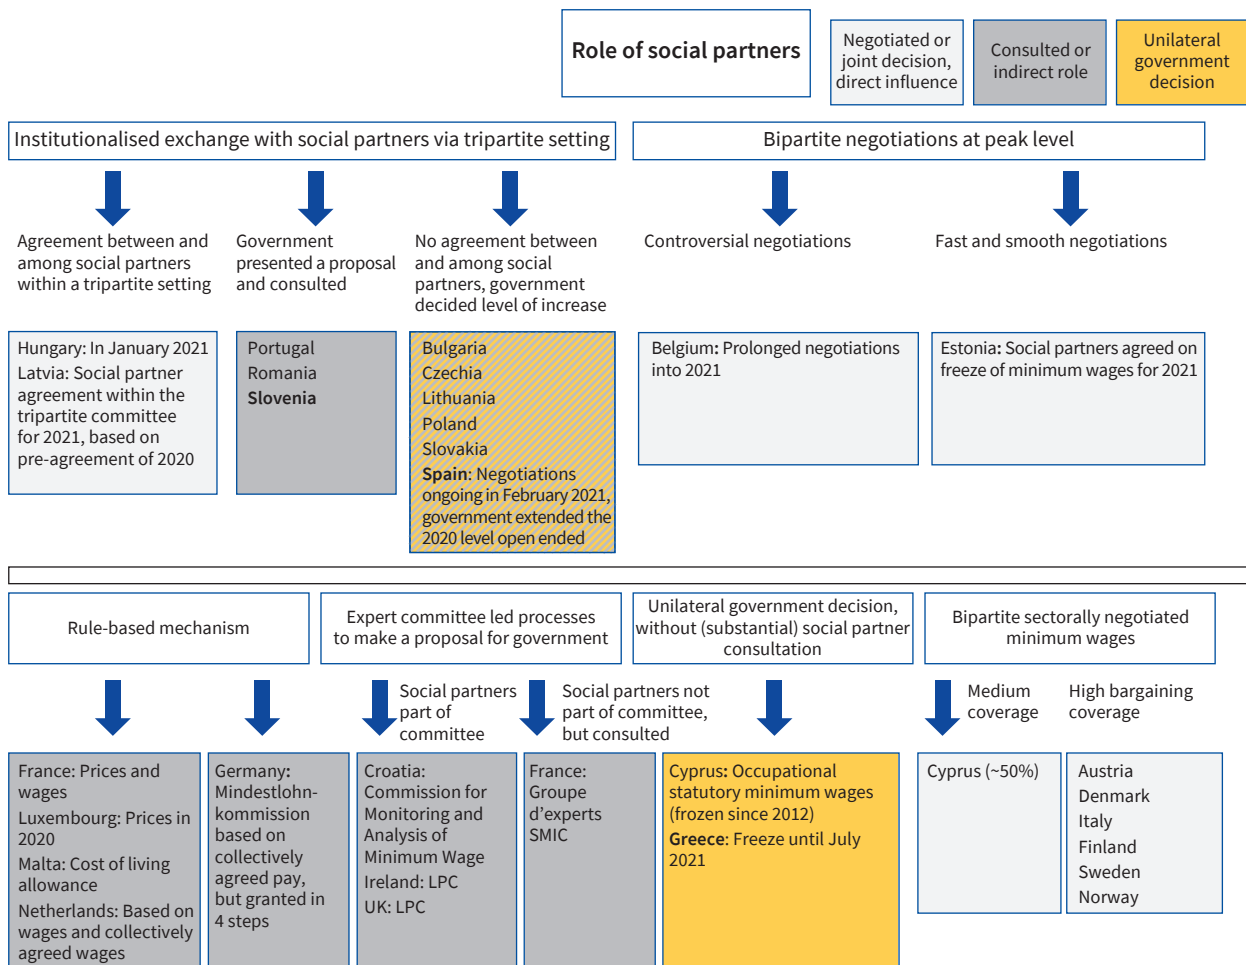 Role of social partners
Negotiated or
joint decision,
direct influence
Consulted or
indirect role
Unilateral
government
decision
Institutionalised exchange with social partners via tripartite setting
Bipartite negotiations at peak level
Agreement between and
among social partners
within a tripartite setting
Government
presented a proposal
and consulted
No agreement between
and among social
partners, government
decided level of increase
Controversial negotiations
Fast and smooth negotiations
Hungary: In January 2021
Latvia: Social partner
agreement within the
tripartite committee
for 2021, based on
pre-agreement of 2020
Portugal
Romania
Slovenia
Bulgaria
Czechia
Lithuania
Poland
Slovakia
Spain: Negotiations
ongoing in February 2021,
government extended the
2020 level open ended
Belgium: Prolonged negotiations
into 2021
Estonia: Social partners agreed on
freeze of minimum wages for 2021
Rule-based mechanism
Expert committee led processes
to make a proposal for government
Unilateral government decision,
without (substantial) social partner
consultation
Bipartite sectorally negotiated
minimum wages
Social partners
part of
committee
Social partners not
part of committee,
but consulted
Medium
coverage
High bargaining
coverage
France: Prices and
wages
Luxembourg: Prices in
2020
Malta: Cost of living
allowance
Netherlands: Based on
wages and collectively
agreed wages
Germany:
Mindestlohn-
kommission
based on
collectively
agreed pay,
but granted in
4 steps
Croatia:
Commission for
Monitoring and
Analysis of
Minimum Wage
Ireland: LPC
UK: LPC
France:
Groupe
d’experts
SMIC
Cyprus: Occupational
statutory minimum wages
(frozen since 2012)
Greece: Freeze until July
2021
Cyprus (~50%)
Austria
Denmark
Italy
Finland
Sweden
Norway